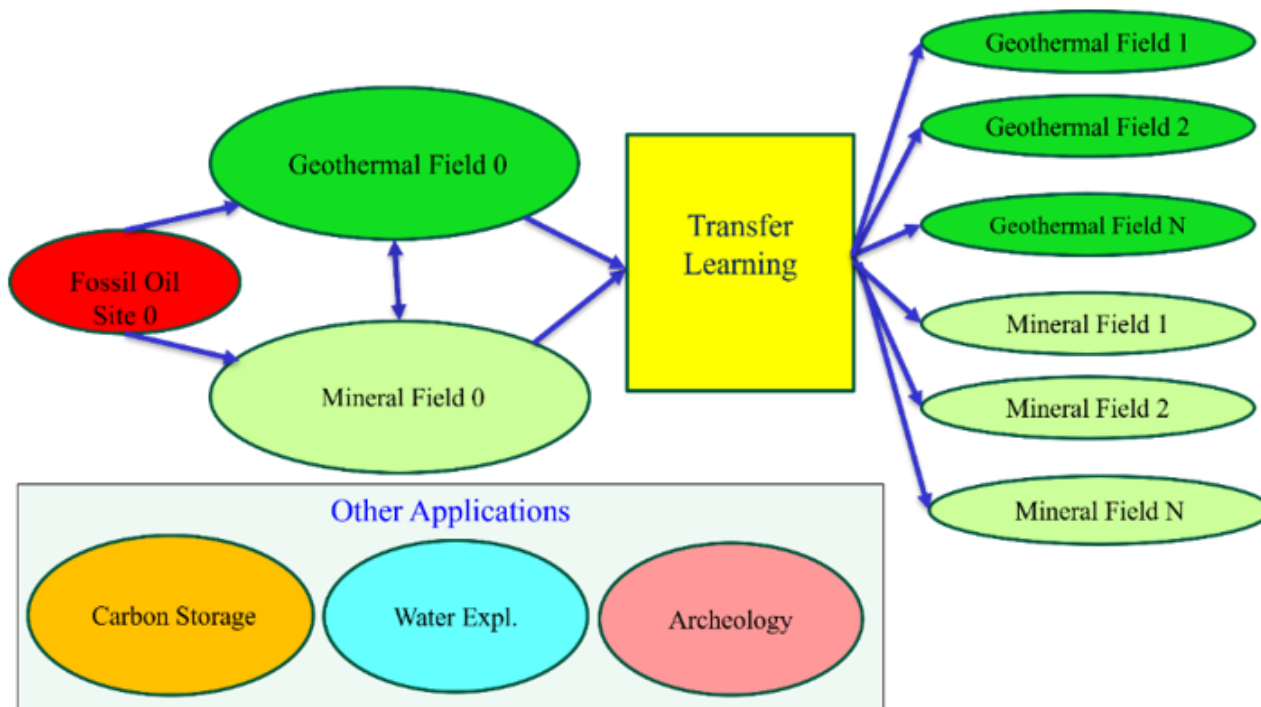 Geothermal Field 1
Geothermal Field 2
Geothermal Field 0
Transfer
Learning
Geothermal Field N
Fossil Oil
Site 0
Mineral Field 1
Mineral Field 0
Mineral Field 2
Mineral Field N
Other Applications
Carbon Storage
Water Expl.
Archeology